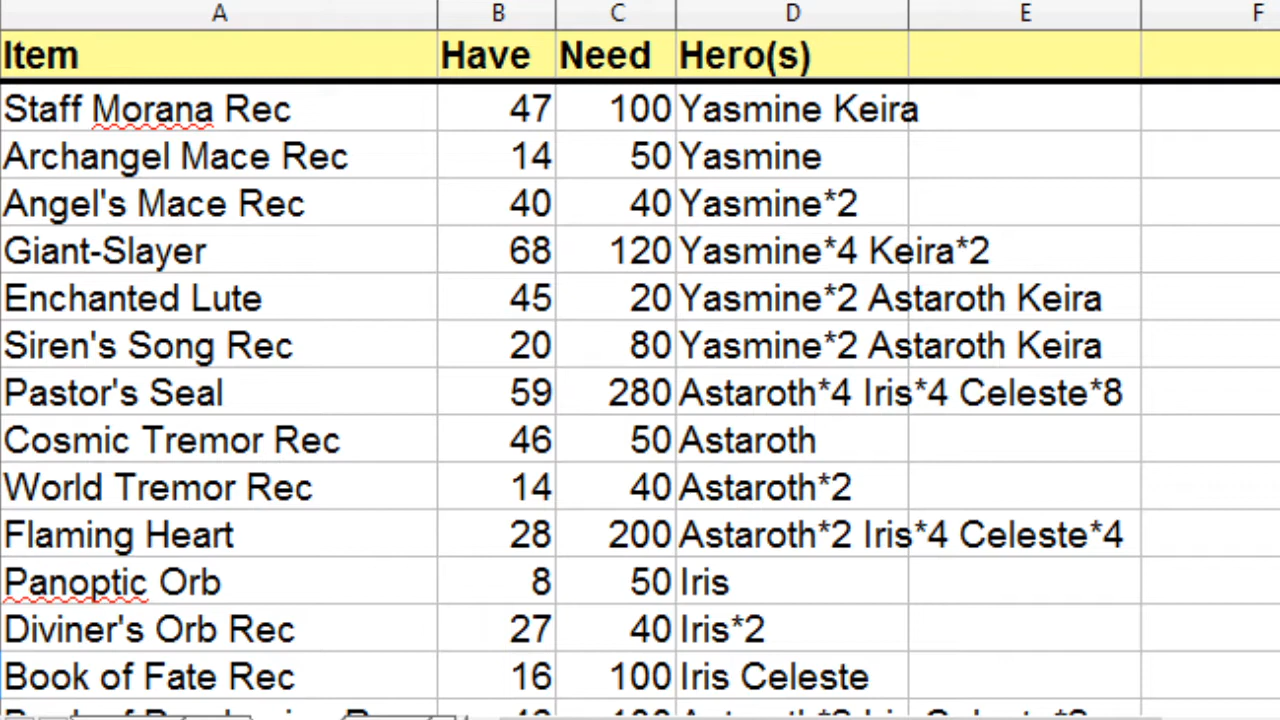 A B C D E F
Item Have Need Hero(s)
Staff Morana Rec 47 100 Yasmine Keira
Archangel Mace Rec 14 50 Yasmine
Angel's Mace Rec 40 40 Yasmine*2
Giant-Slayer 68 120 Yasmine*4 Keira*2
Enchanted Lute 45 20 Yasmine*2 Astaroth Keira
Siren's Song Rec 20 80 Yasmine*2 Astaroth Keira
Pastor's Seal 59 280 Astaroth*4 Iris*4 Celeste*8
Cosmic Tremor Rec 46 50 Astaroth
World Tremor Rec 14 40 Astaroth*2
Flaming Heart 28 200 Astaroth*2 Iris*4 Celeste*4
Panoptic Orb 8 50 Iris
Diviner's Orb Rec 27 40 Iris*2
Book of Fate Rec 16 100 Iris Celeste